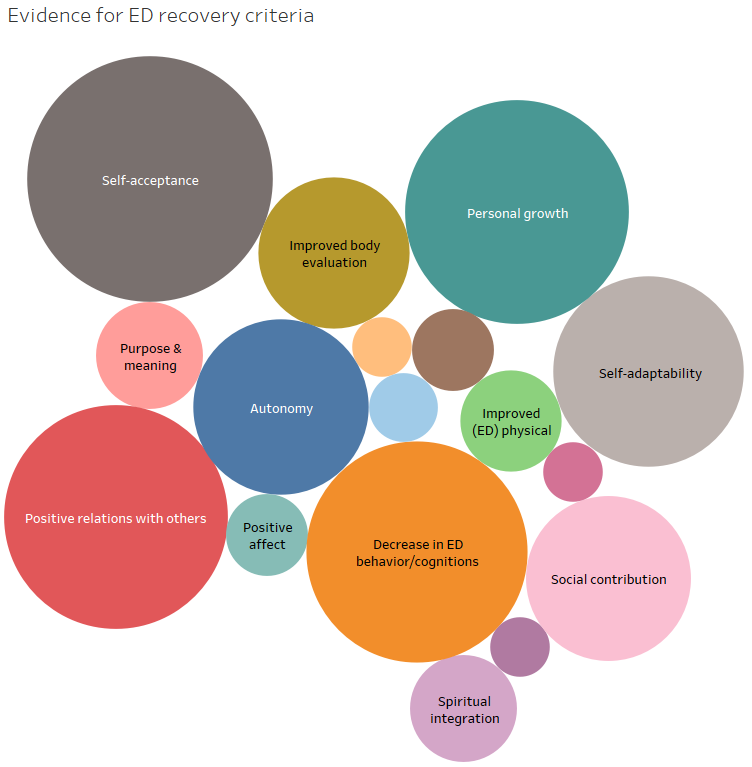 Evidence for ED recovery criteria
Self-acceptance
Personal growth
Improved body
evaluation
Purpose &
meaning
Self-adaptability
Autonomy
Improved
(ED) physical
Positive relations with others
Positive
affect
Decrease in ED
behavior/cognitions
Social contribution
Spiritual
integration